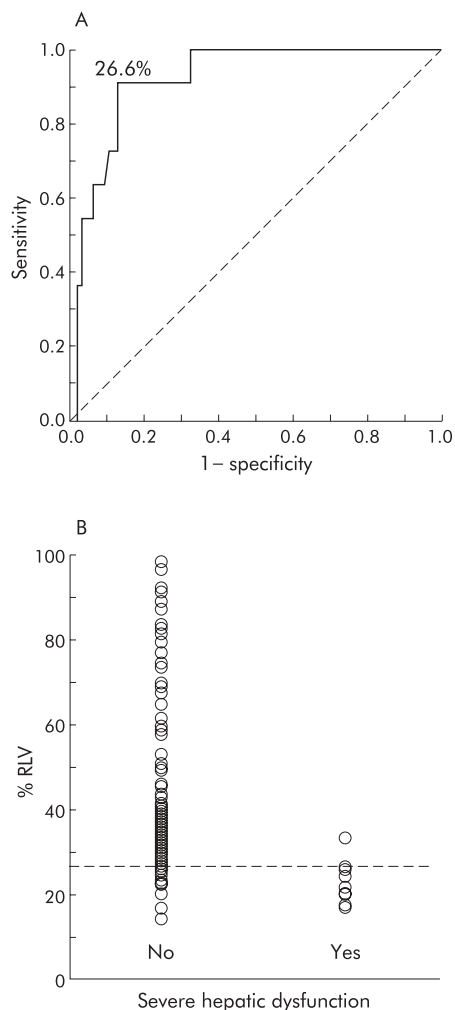 A
1.0
26.6%
0.8
0.6
Sensitivity
0.4
0.2
0.0
0.0 0.2 0.4 0.6 0.8 1.0
1– specificity
B
100
80
60
% RLV
40
20
No Yes
0
Severe hepatic dysfunction